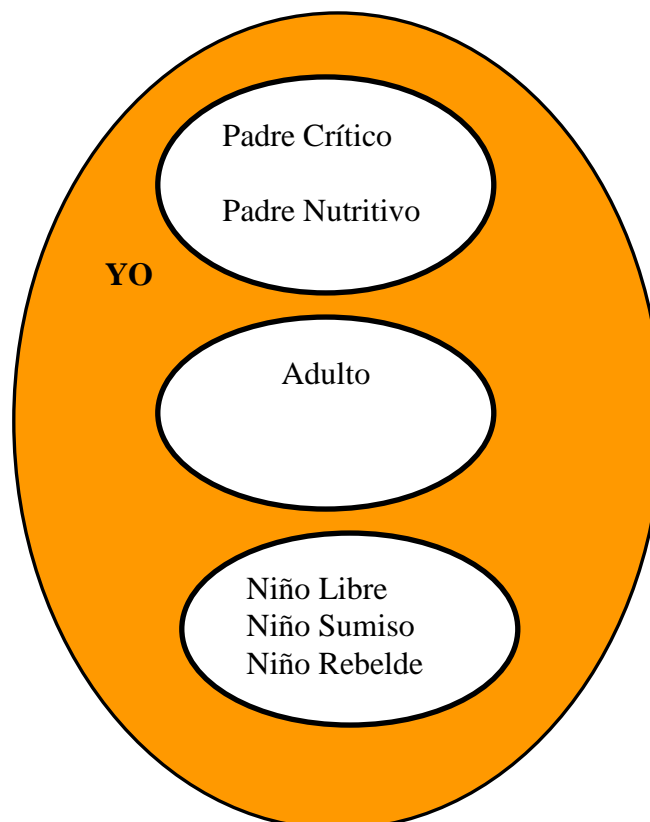 Padre Crítico
Padre Nutritivo
YO
Adulto
Niño Libre
Niño Sumiso
Niño Rebelde